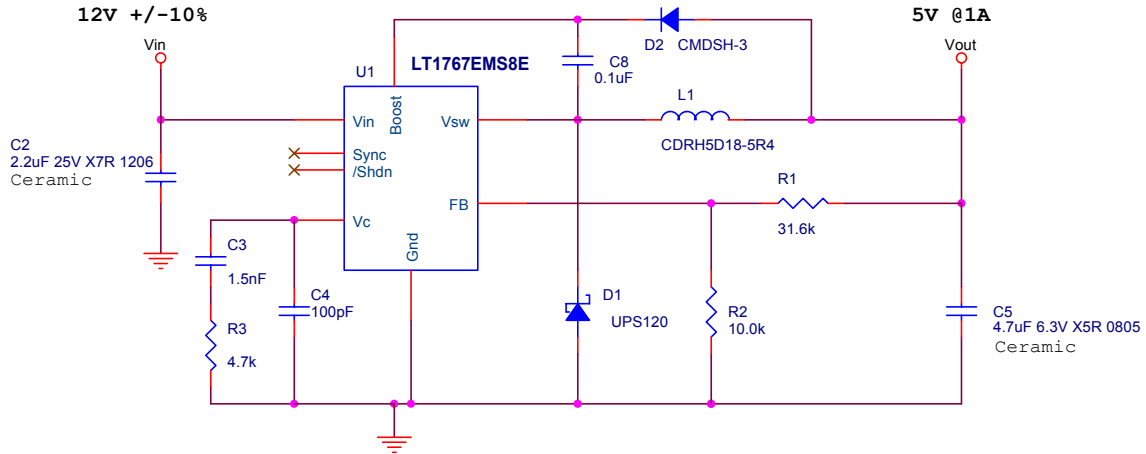 12V +/-10%
5V @1A
Vin
Vout
D2 CMDSH-3
C8
0.1uF
LT1767EMS8E
U1
L1
Boost
Vin
Vsw
CDRH5D18-5R4
C2
2.2uF 25V X7R 1206
Ceramic
Sync
/Shdn
R1
FB
Vc
31.6k
C3
Gnd
1.5nF
C4
100pF
D1
UPS120
R2
10.0k
C5
4.7uF 6.3V X5R 0805
Ceramic
R3
4.7k